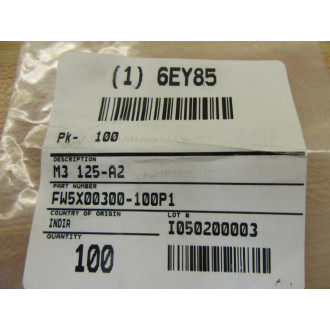 (1) 6EY85
Pk- 100
DESCRIPTION
M3 125-A2
PART NUMBER
FW5X00300-100P1
COUNTRY OF ORIGIN
INDIA
LOT #
I050200003
QUANTITY
100